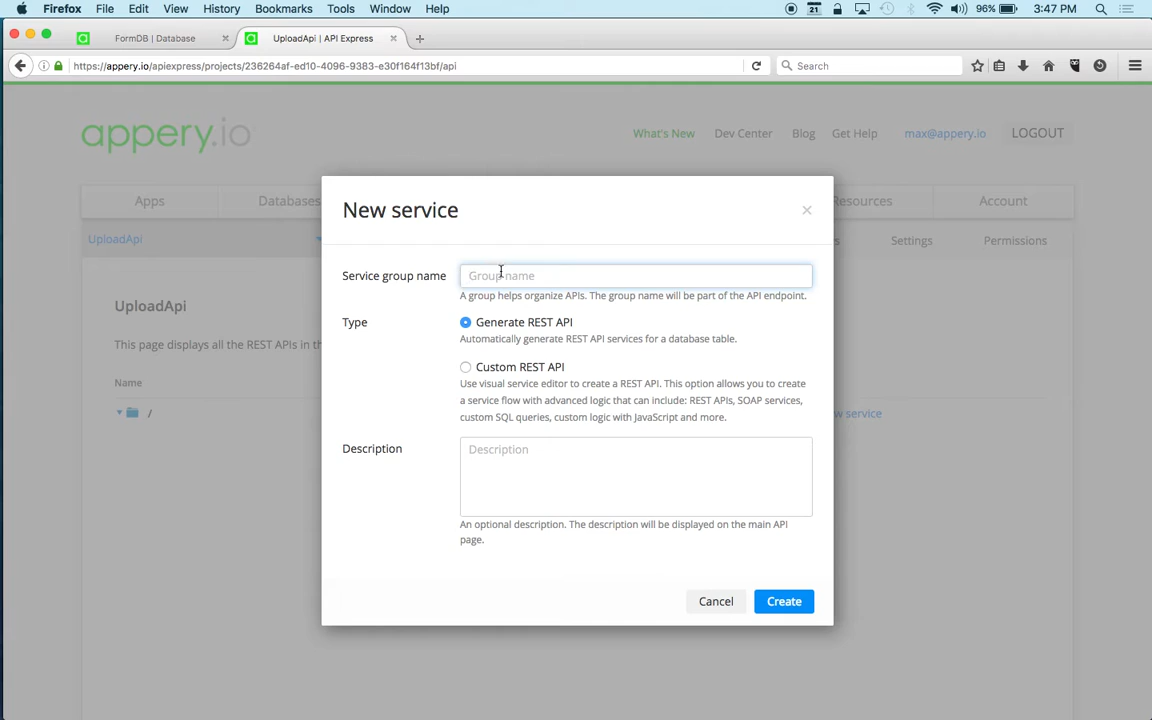 Firefox File Edit View History Bookmarks Tools Window Help 21 96% 3:47 PM
FormDB | Database × UploadApi | API Express × +
https://appery.io/apiexpress/projects/236264af-ed10-4096-9383-e30f164f13bf/api Search
appery.io What's New Dev Center Blog Get Help max@appery.io LOGOUT
Apps Databases Resources Account
UploadApi Settings Permissions
New service ×
Service group name Group name
A group helps organize APIs. The group name will be part of the API endpoint.
Type Generate REST API
Automatically generate REST API services for a database table.
Custom REST API
Use visual service editor to create a REST API. This option allows you to create
a service flow with advanced logic that can include: REST APIs, SOAP services,
custom SQL queries, custom logic with JavaScript and more.
Description Description
An optional description. The description will be displayed on the main API
page.
Cancel Create
UploadApi
This page displays all the REST APIs in th
Name
/ service